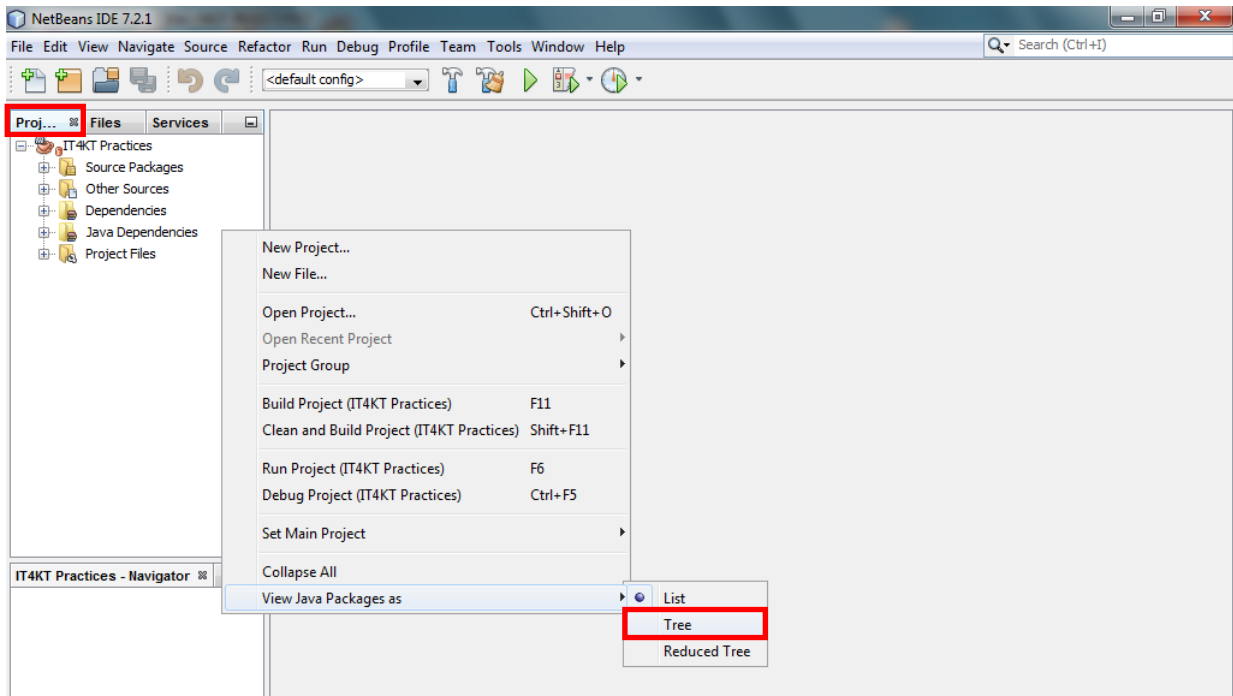 NetBeans IDE 7.2.1
File Edit View Navigate Source Refactor Run Debug Profile Team Tools Window Help
Search (Ctrl+I)
<default config>
Proj... Files Services
IT4KT Practices
Source Packages
Other Sources
Dependencies
Java Dependencies
Project Files
New Project...
New File...
Open Project... Ctrl+Shift+O
Open Recent Project
Project Group
Build Project (IT4KT Practices) F11
Clean and Build Project (IT4KT Practices) Shift+F11
Run Project (IT4KT Practices) F6
Debug Project (IT4KT Practices) Ctrl+F5
Set Main Project
Collapse All
View Java Packages as
IT4KT Practices - Navigator
List
Tree
Reduced Tree